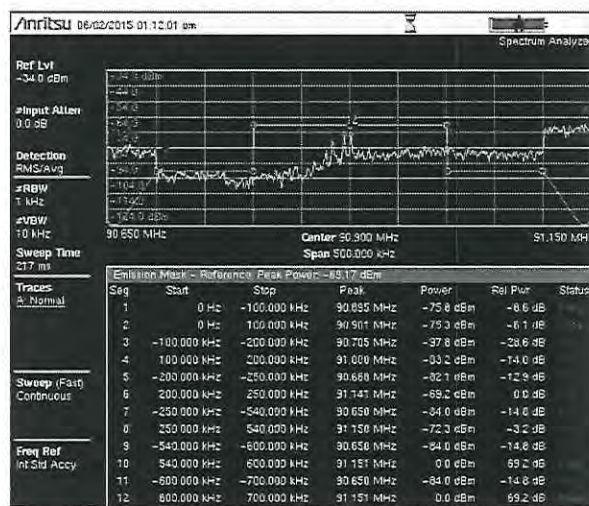 Anritsu 06/02/2015 01:12:01 am
Spectrum Analyzer
Ref Lvl
-34.0 dBm
#Input Atten
0.0 dB
Detection
RMS/Avg
#RBW
1 kHz
#VBW
10 kHz
Sweep Time
217 ms
Traces
A: Normal
Sweep (Fast)
Continuous
Freq Ref
Int Std Accy
90.650 MHz
Center 90.900 MHz
91.150 MHz
Span 500.000 kHz
Emission Mask - Reference: Peak Power: -69.17 dBm
Seq Start Stop Peak Power Rel Pwr Status
1 0 Hz -100.000 kHz 90.895 MHz -75.8 dBm -6.6 dB
2 0 Hz 100.000 kHz 90.901 MHz -75.3 dBm -6.1 dB
3 -100.000 kHz -200.000 kHz 90.705 MHz -97.8 dBm -28.6 dB
4 100.000 kHz 200.000 kHz 91.000 MHz -83.2 dBm -14.0 dB
5 -200.000 kHz -250.000 kHz 90.660 MHz -82.1 dBm -12.9 dB
6 200.000 kHz 250.000 kHz 91.141 MHz -69.2 dBm 0.0 dB
7 -250.000 kHz -540.000 kHz 90.650 MHz -84.0 dBm -14.8 dB
8 250.000 kHz 540.000 kHz 91.150 MHz -72.3 dBm -3.2 dB
9 -540.000 kHz -600.000 kHz 90.650 MHz -84.0 dBm -14.8 dB
10 540.000 kHz 600.000 kHz 91.151 MHz 0.0 dBm 69.2 dB
11 -600.000 kHz -700.000 kHz 90.650 MHz -84.0 dBm -14.8 dB
12 600.000 kHz 700.000 kHz 91.151 MHz 0.0 dBm 69.2 dB